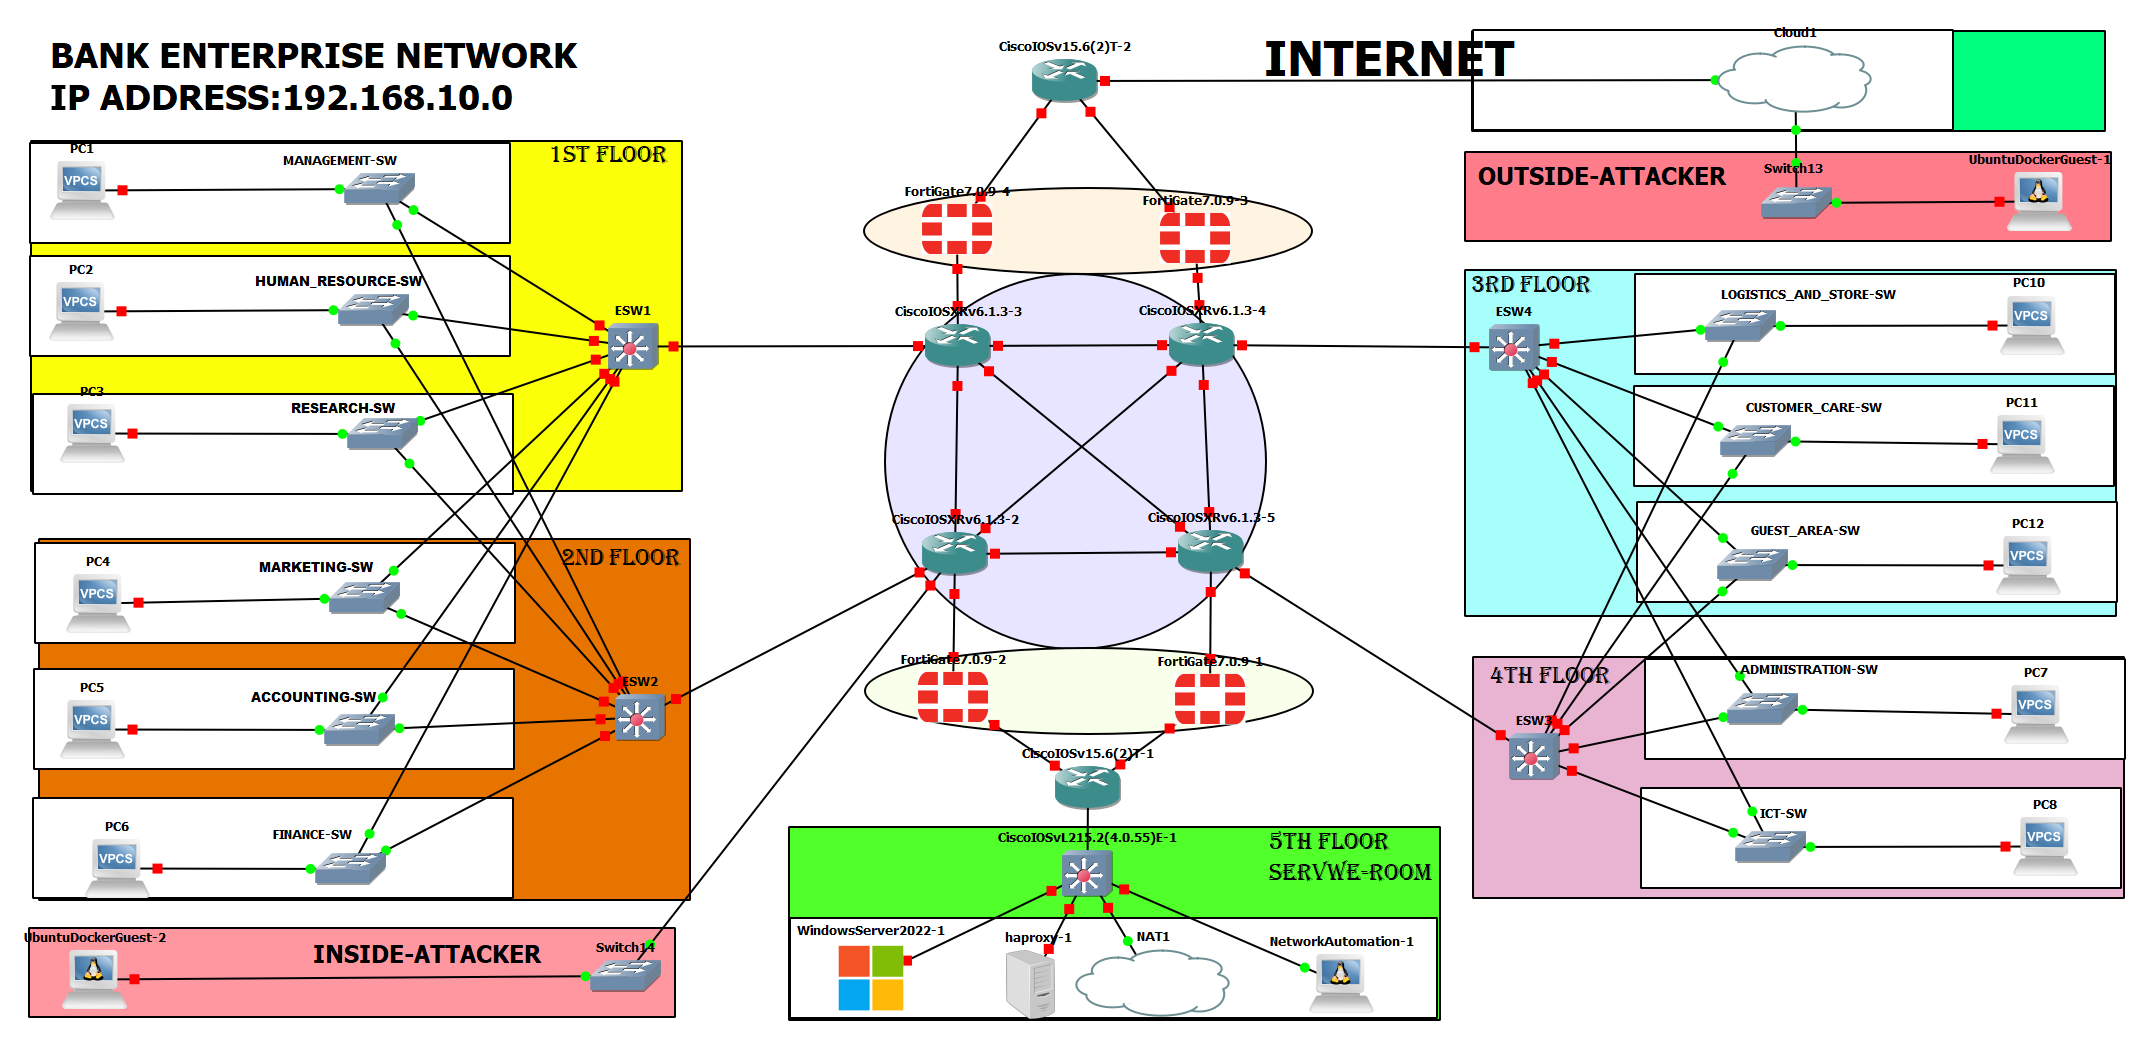 BANK ENTERPRISE NETWORK
IP ADDRESS:192.168.10.0
CiscoIOSv15.6(2)T-2
INTERNET
Cloud1
1ST FLOOR
PC1
VPCS
MANAGEMENT-SW
PC2
VPCS
HUMAN_RESOURCE-SW
ESW1
PC3
VPCS
RESEARCH-SW
2ND FLOOR
PC4
VPCS
MARKETING-SW
PC5
VPCS
ACCOUNTING-SW
ESW2
PC6
VPCS
FINANCE-SW
UbuntuDockerGuest-2
INSIDE-ATTACKER
Switch14
FortiGate7.0.9-4
FortiGate7.0.9-3
CiscoIOSXRv6.1.3-3
CiscoIOSXRv6.1.3-4
CiscoIOSXRv6.1.3-2
CiscoIOSXRv6.1.3-5
FortiGate7.0.9-2
FortiGate7.0.9-1
CiscoIOSv15.6(2)T-1
CiscoIOSvL215.2(4.0.55)E-1
5TH FLOOR
SERVWE-ROOM
WindowsServer2022-1
haproxy-1
NAT1
NetworkAutomation-1
OUTSIDE-ATTACKER
Switch13
UbuntuDockerGuest-1
3RD FLOOR
ESW4
LOGISTICS_AND_STORE-SW
PC10
VPCS
CUSTOMER_CARE-SW
PC11
VPCS
GUEST_AREA-SW
PC12
VPCS
4TH FLOOR
ESW3
ADMINISTRATION-SW
PC7
VPCS
ICT-SW
PC8
VPCS